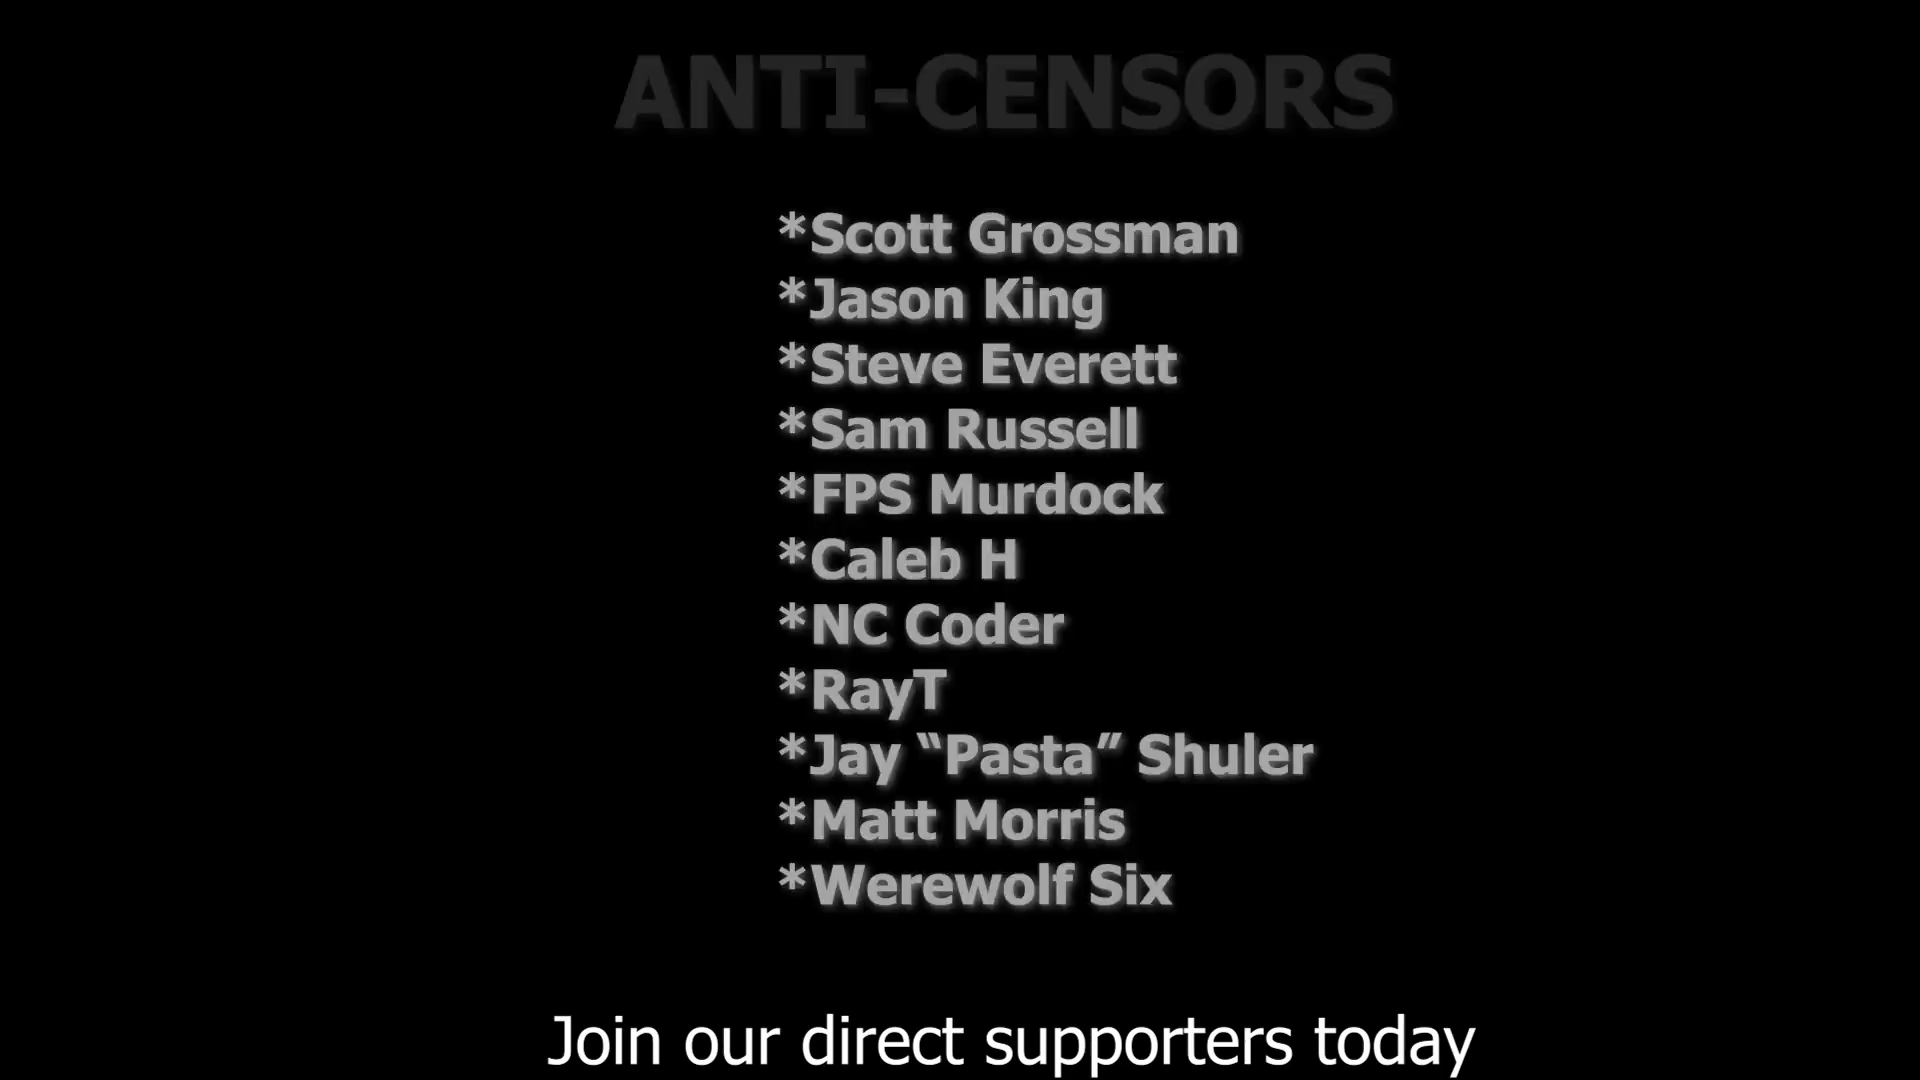 ANTI-CENSORS
*Scott Grossman
*Jason King
*Steve Everett
*Sam Russell
*FPS Murdock
*Caleb H
*NC Coder
*RayT
*Jay “Pasta” Shuler
*Matt Morris
*Werewolf Six
Join our direct supporters today